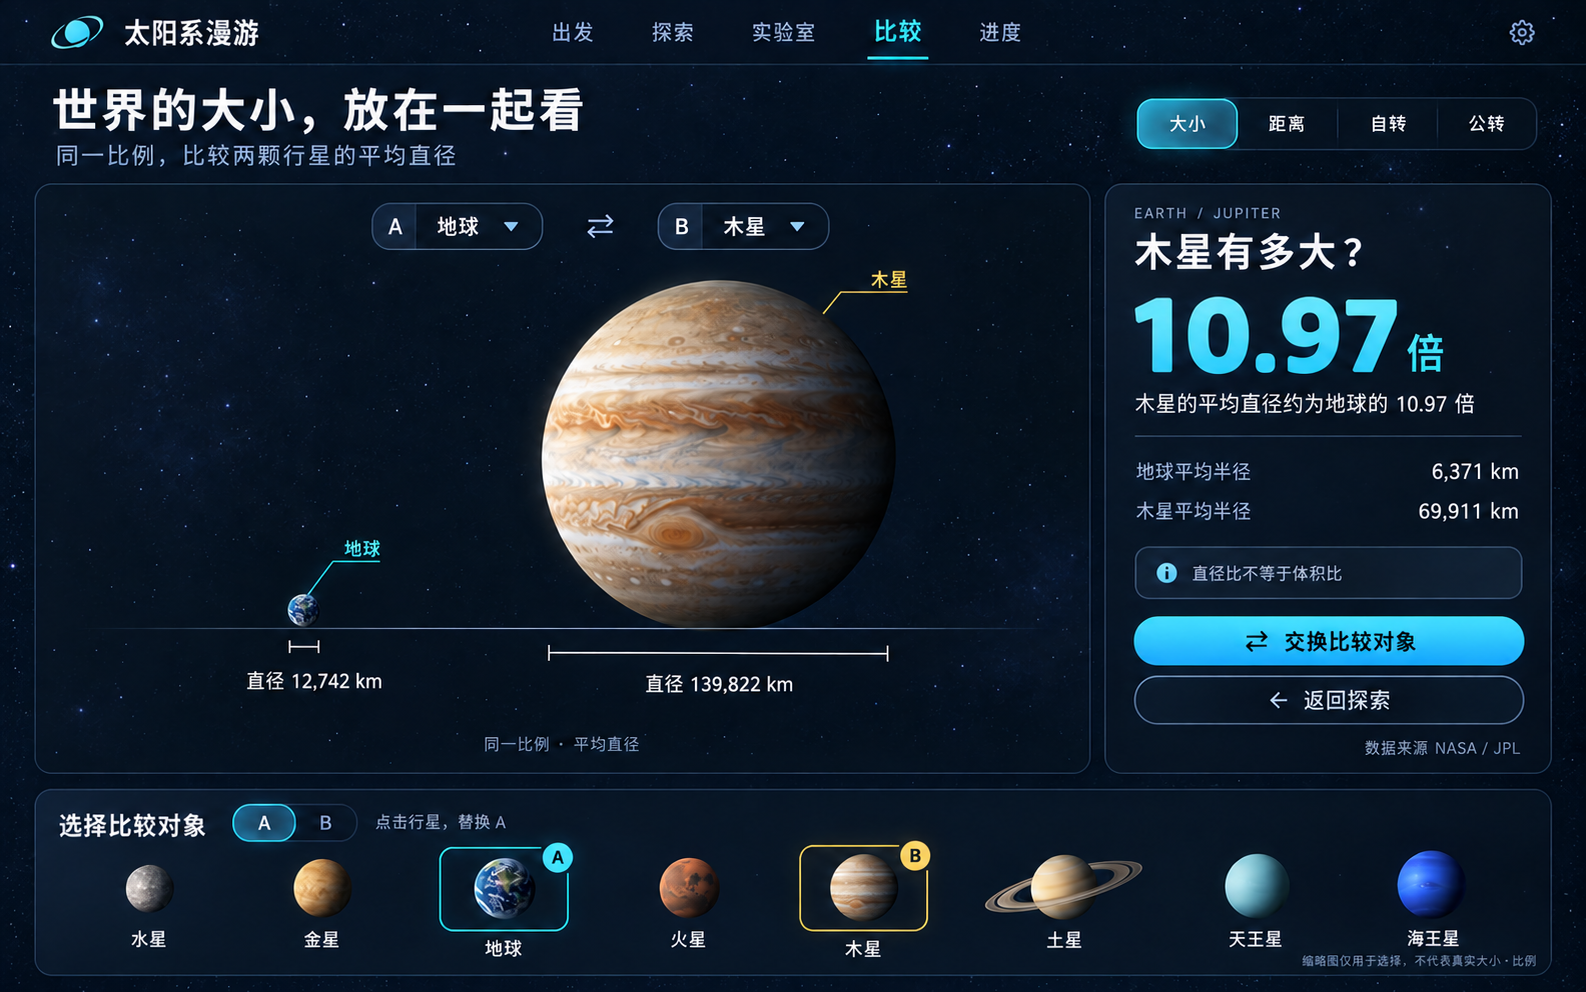 太阳系漫游
出发 探索 实验室 比较 进度
世界的大小，放在一起看
同一比例，比较两颗行星的平均直径
大小 距离 自转 公转
A 地球
B 木星
木星
地球
直径 12,742 km
直径 139,822 km
同一比例 · 平均直径
EARTH / JUPITER
木星有多大？
10.97 倍
木星的平均直径约为地球的 10.97 倍
地球平均半径 6,371 km
木星平均半径 69,911 km
直径比不等于体积比
交换比较对象
返回探索
数据来源 NASA / JPL
选择比较对象 A B 点击行星，替换 A
A
B
水星 金星 地球 火星 木星 土星 天王星 海王星
缩略图仅用于选择，不代表真实大小·比例